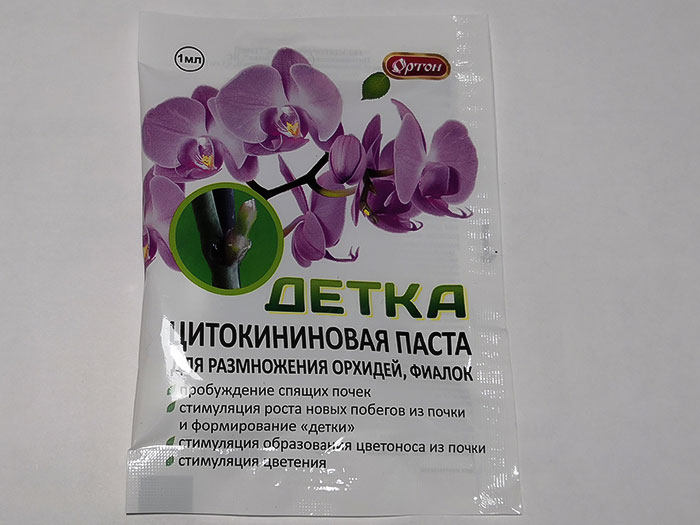 1мл
Ортон
ДЕТКА
ЦИТОКИНИНОВАЯ ПАСТА
ДЛЯ РАЗМНОЖЕНИЯ ОРХИДЕЙ, ФИАЛОК
пробуждение спящих почек
стимуляция роста новых побегов из почки
и формирование «детки»
стимуляция образования цветоноса из почки
стимуляция цветения